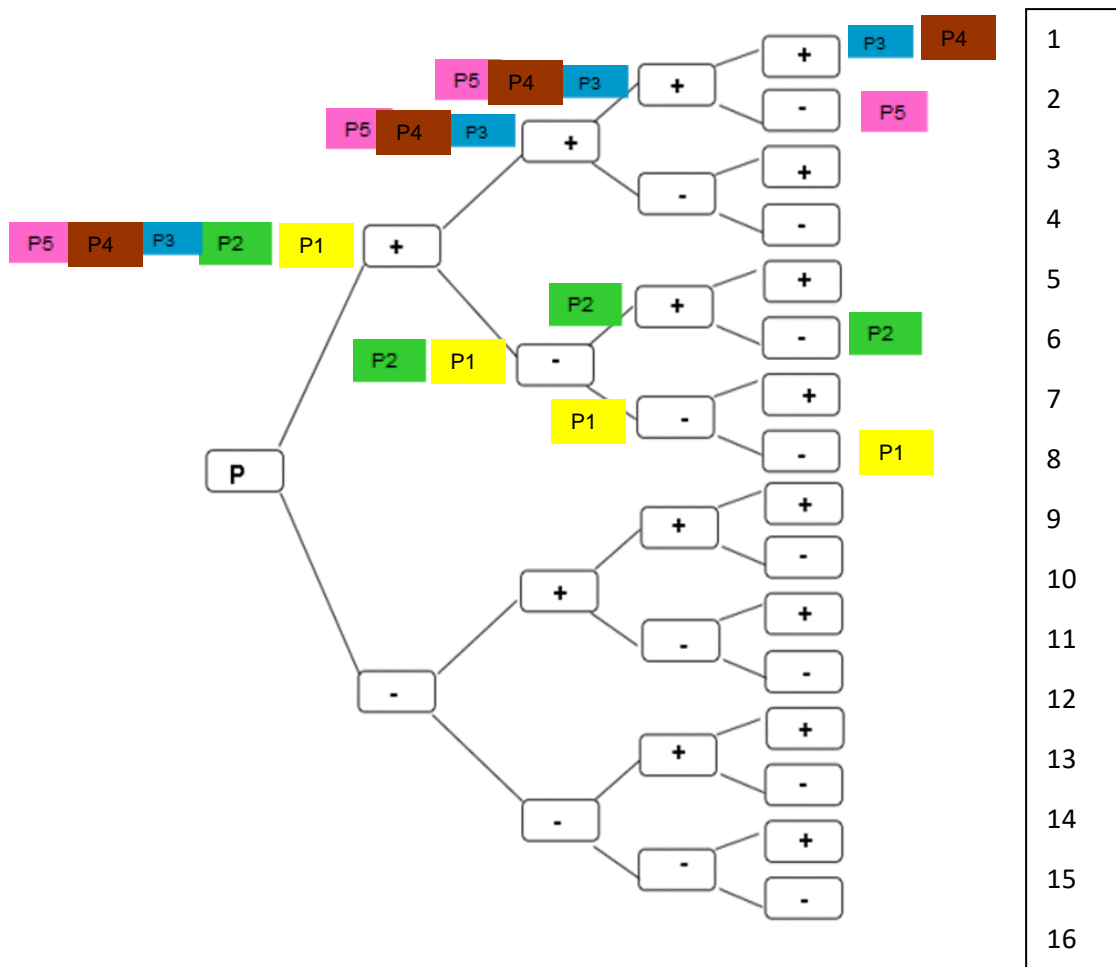 + P3 P4 1
P5 P4 P3 + 2
- P5
P5 P4 P3 + + 3
- 4
-
P5 P4 P3 P2 P1 +
+ 5
P2 +
- P2 6
P2 P1 -
+ 7
P1 -
- P1 8
P
+ 9
+
- 10
+
+ 11
-
- 12
-
+ 13
+
- 14
-
+ 15
-
- 16